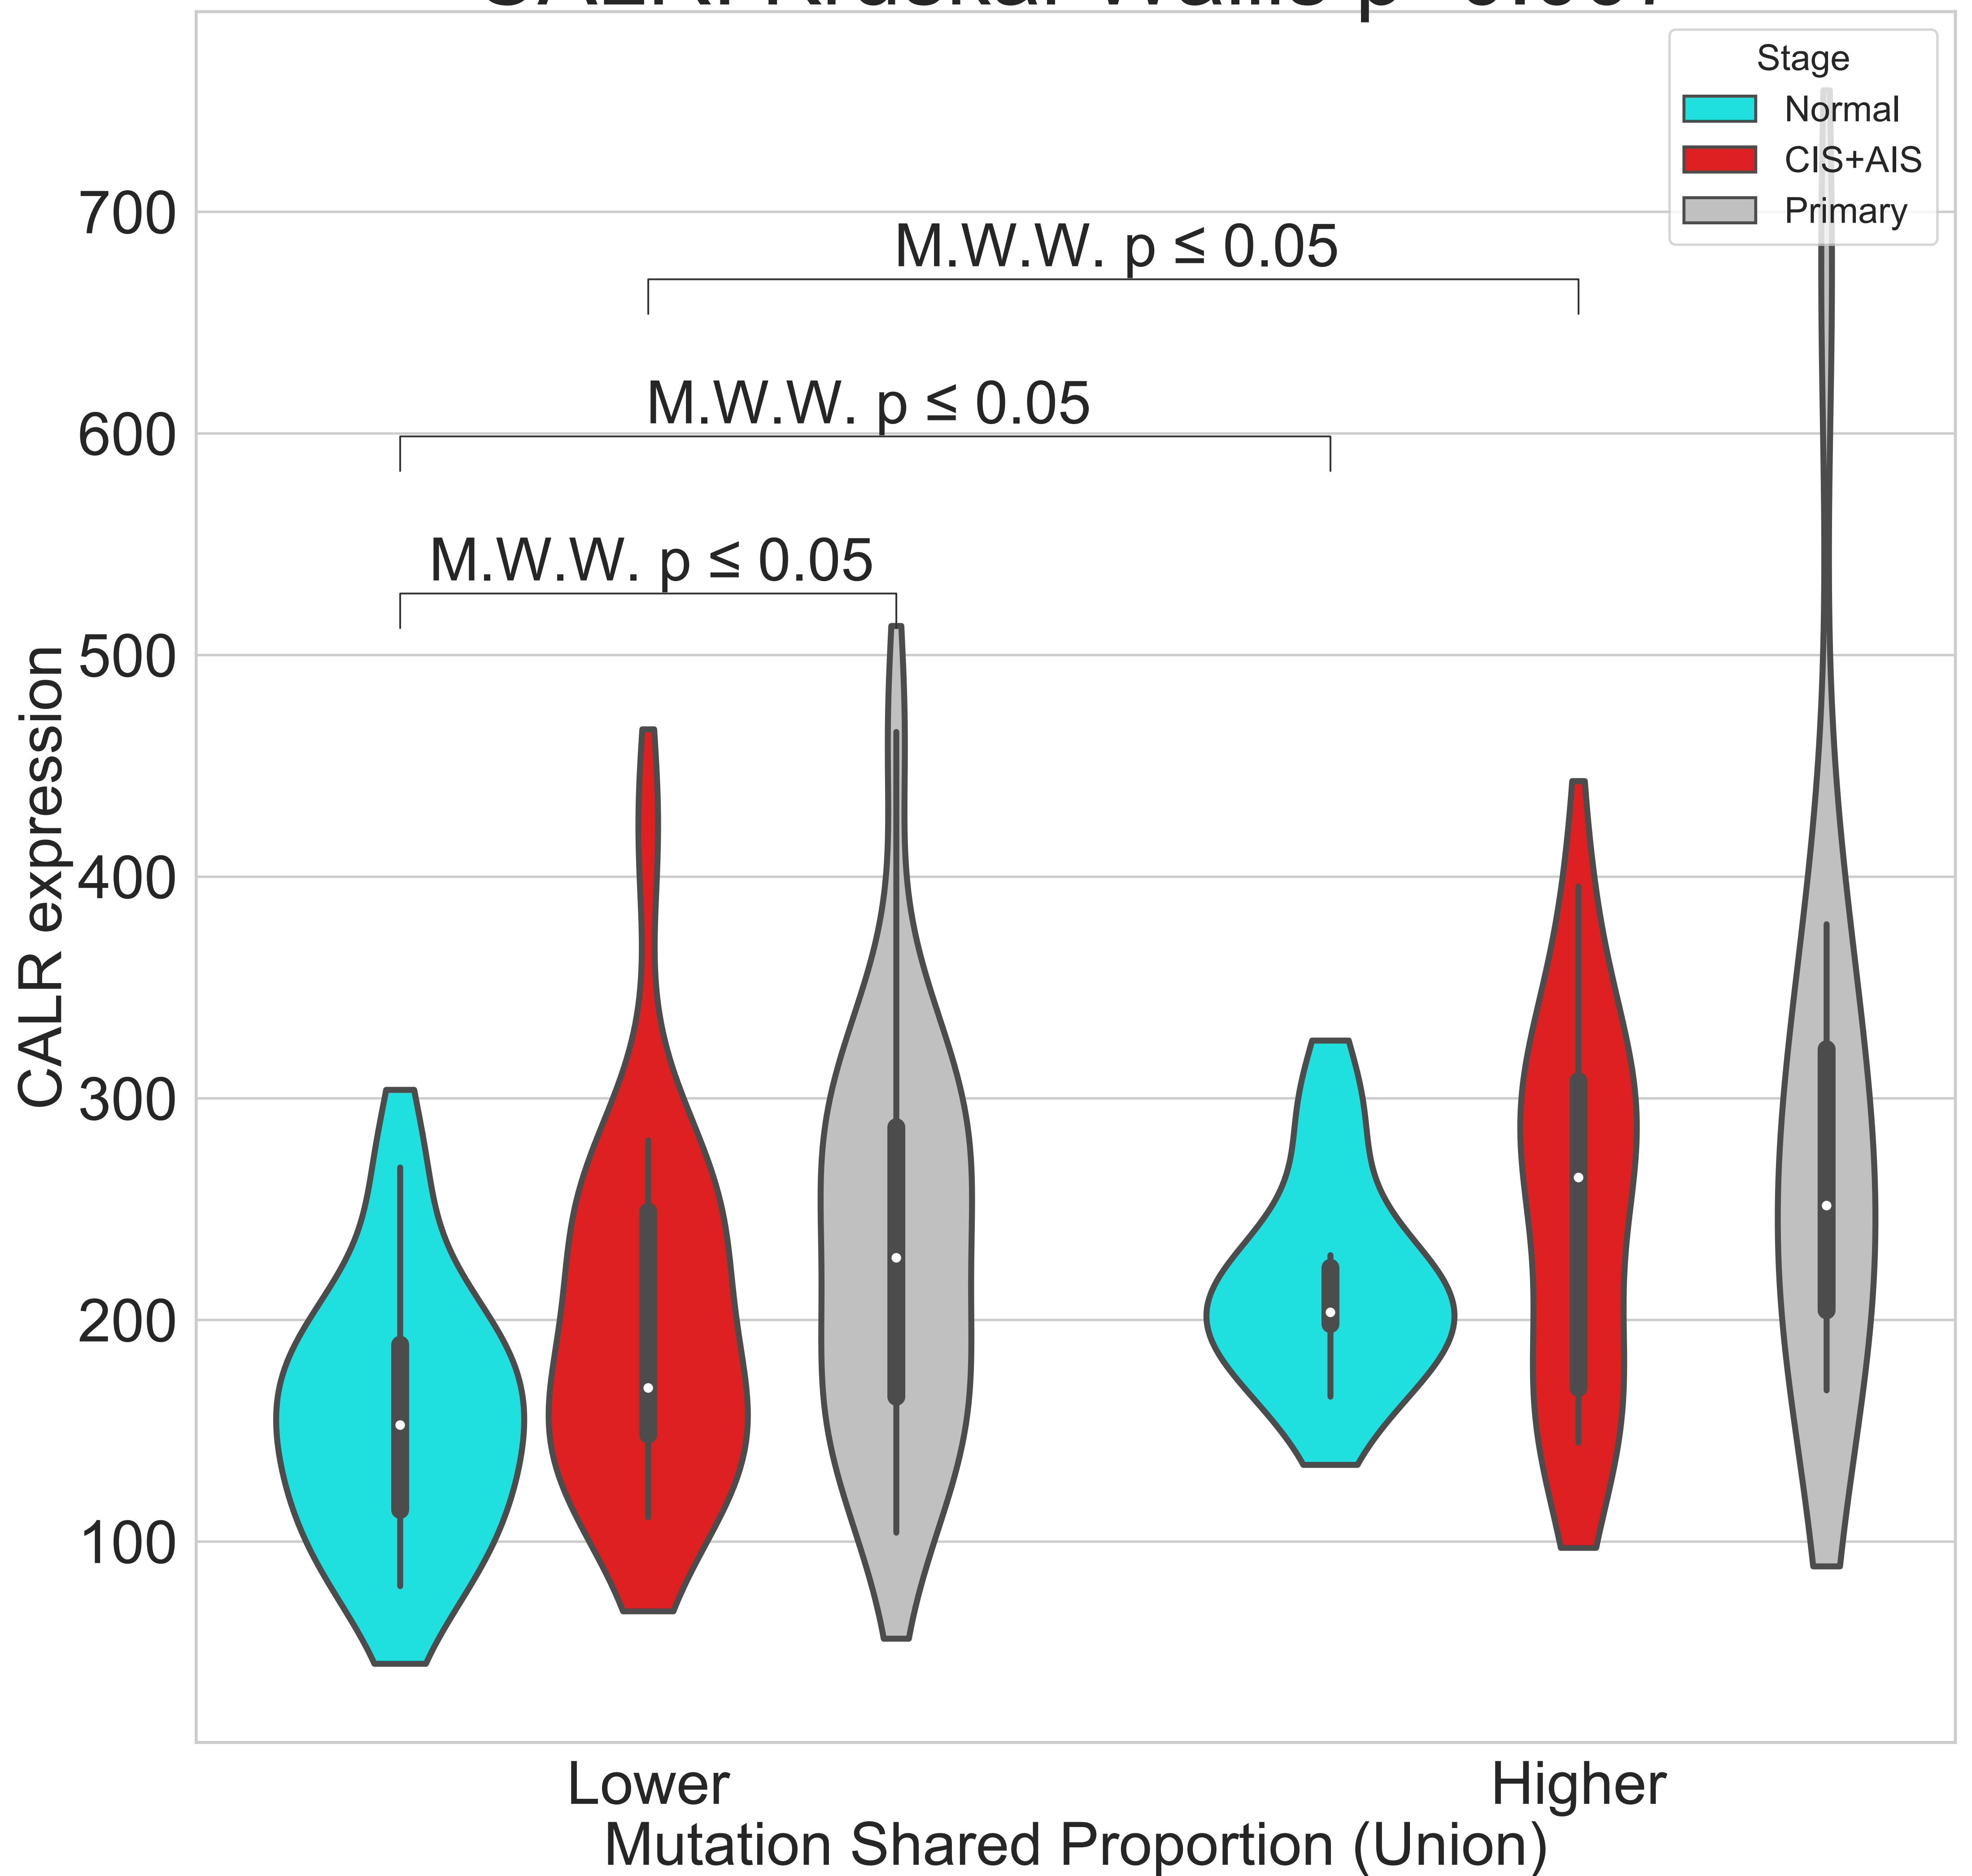 Stage
Normal
CIS+AIS
Primary
700
600
500
400
300
200
100
CALR expression
M.W.W. p ≤ 0.05
M.W.W. p ≤ 0.05
M.W.W. p ≤ 0.05
Lower
Higher
Mutation Shared Proportion (Union)